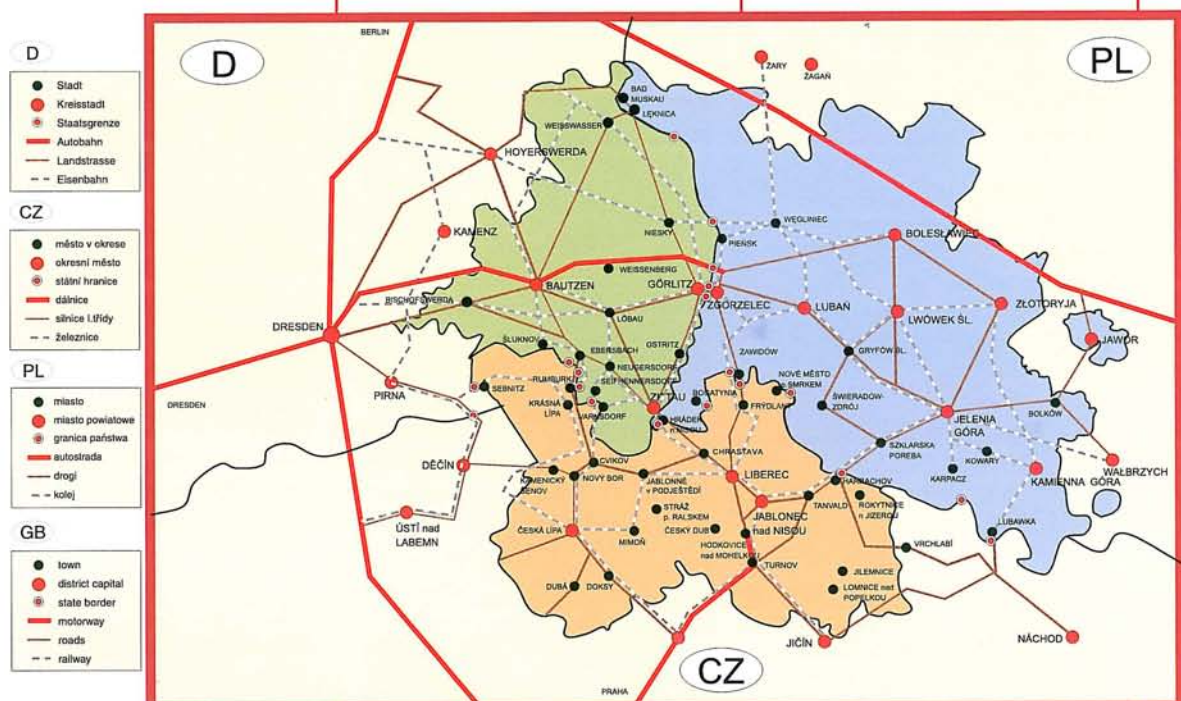 D
Stadt
Kreisstadt
Staatsgrenze
Autobahn
Landstrasse
Eisenbahn
CZ
město v okrese
okresní město
státní hranice
dálnice
silnice I.třídy
železnice
PL
miasto
miasto powiatowe
granica państwa
autostrada
drogi
kolej
GB
town
district capital
state border
motorway
roads
railway
BERLIN
D
PL
ŻARY
ŻAGAŃ
BAD
MUSKAU
ŁĘKNICA
WEISSWASSER
HOYERSWERDA
KAMENZ
NIESKY
PIEŃSK
WĘGLINIEC
BOLESŁAWIEC
WEISSENBERG
BAUTZEN
GÖRLITZ
ZGORZELEC
LUBAŃ
LWÓWEK ŚL.
ZŁOTORYJA
BISCHOFSWERDA
LÖBAU
DRESDEN
JAWOR
ŠLUKNOV
EBERSBACH
OSTRITZ
GRYFÓW ŚL.
NEUGERSDORF
ZAWIDÓW
PIRNA
SEBNITZ
RUMBURK
SEIFHENNERSDORF
NOVÉ MĚSTO
p. SMRKEM
DRESDEN
KRÁSNÁ
LÍPA
VARNSDORF
ZITTAU
BOGATYNIA
FRÝDLANT
ŚWIERADÓW-
ZDRÓJ
BOLKÓW
HRÁDEK
n. NISOU
JELENIA
GÓRA
SZKLARSKA
POREBA
KOWARY
DĚČÍN
CVIKOV
CHRASTAVA
KARPACZ
KAMIENNA
GÓRA
WAŁBRZYCH
KAMENICKÝ
ŠENOV
NOVÝ BOR
JABLONNÉ
V PODJEŠTĚDÍ
LIBEREC
HARRACHOV
ÚSTÍ nad
LABEMN
STRÁŽ
p. RALSKEM
JABLONEC
nad NISOU
TANVALD
ROKYTNICE
n JIZEROU
ČESKÁ LÍPA
MIMOŇ
ČESKÝ DUB
HODKOVICE
nad MOHELKOU
LUBAWKA
VRCHLABÍ
TURNOV
DUBÁ
DOKSY
JILEMNICE
LOMNICE nad
POPELKOU
JIČÍN
NÁCHOD
CZ
PRAHA